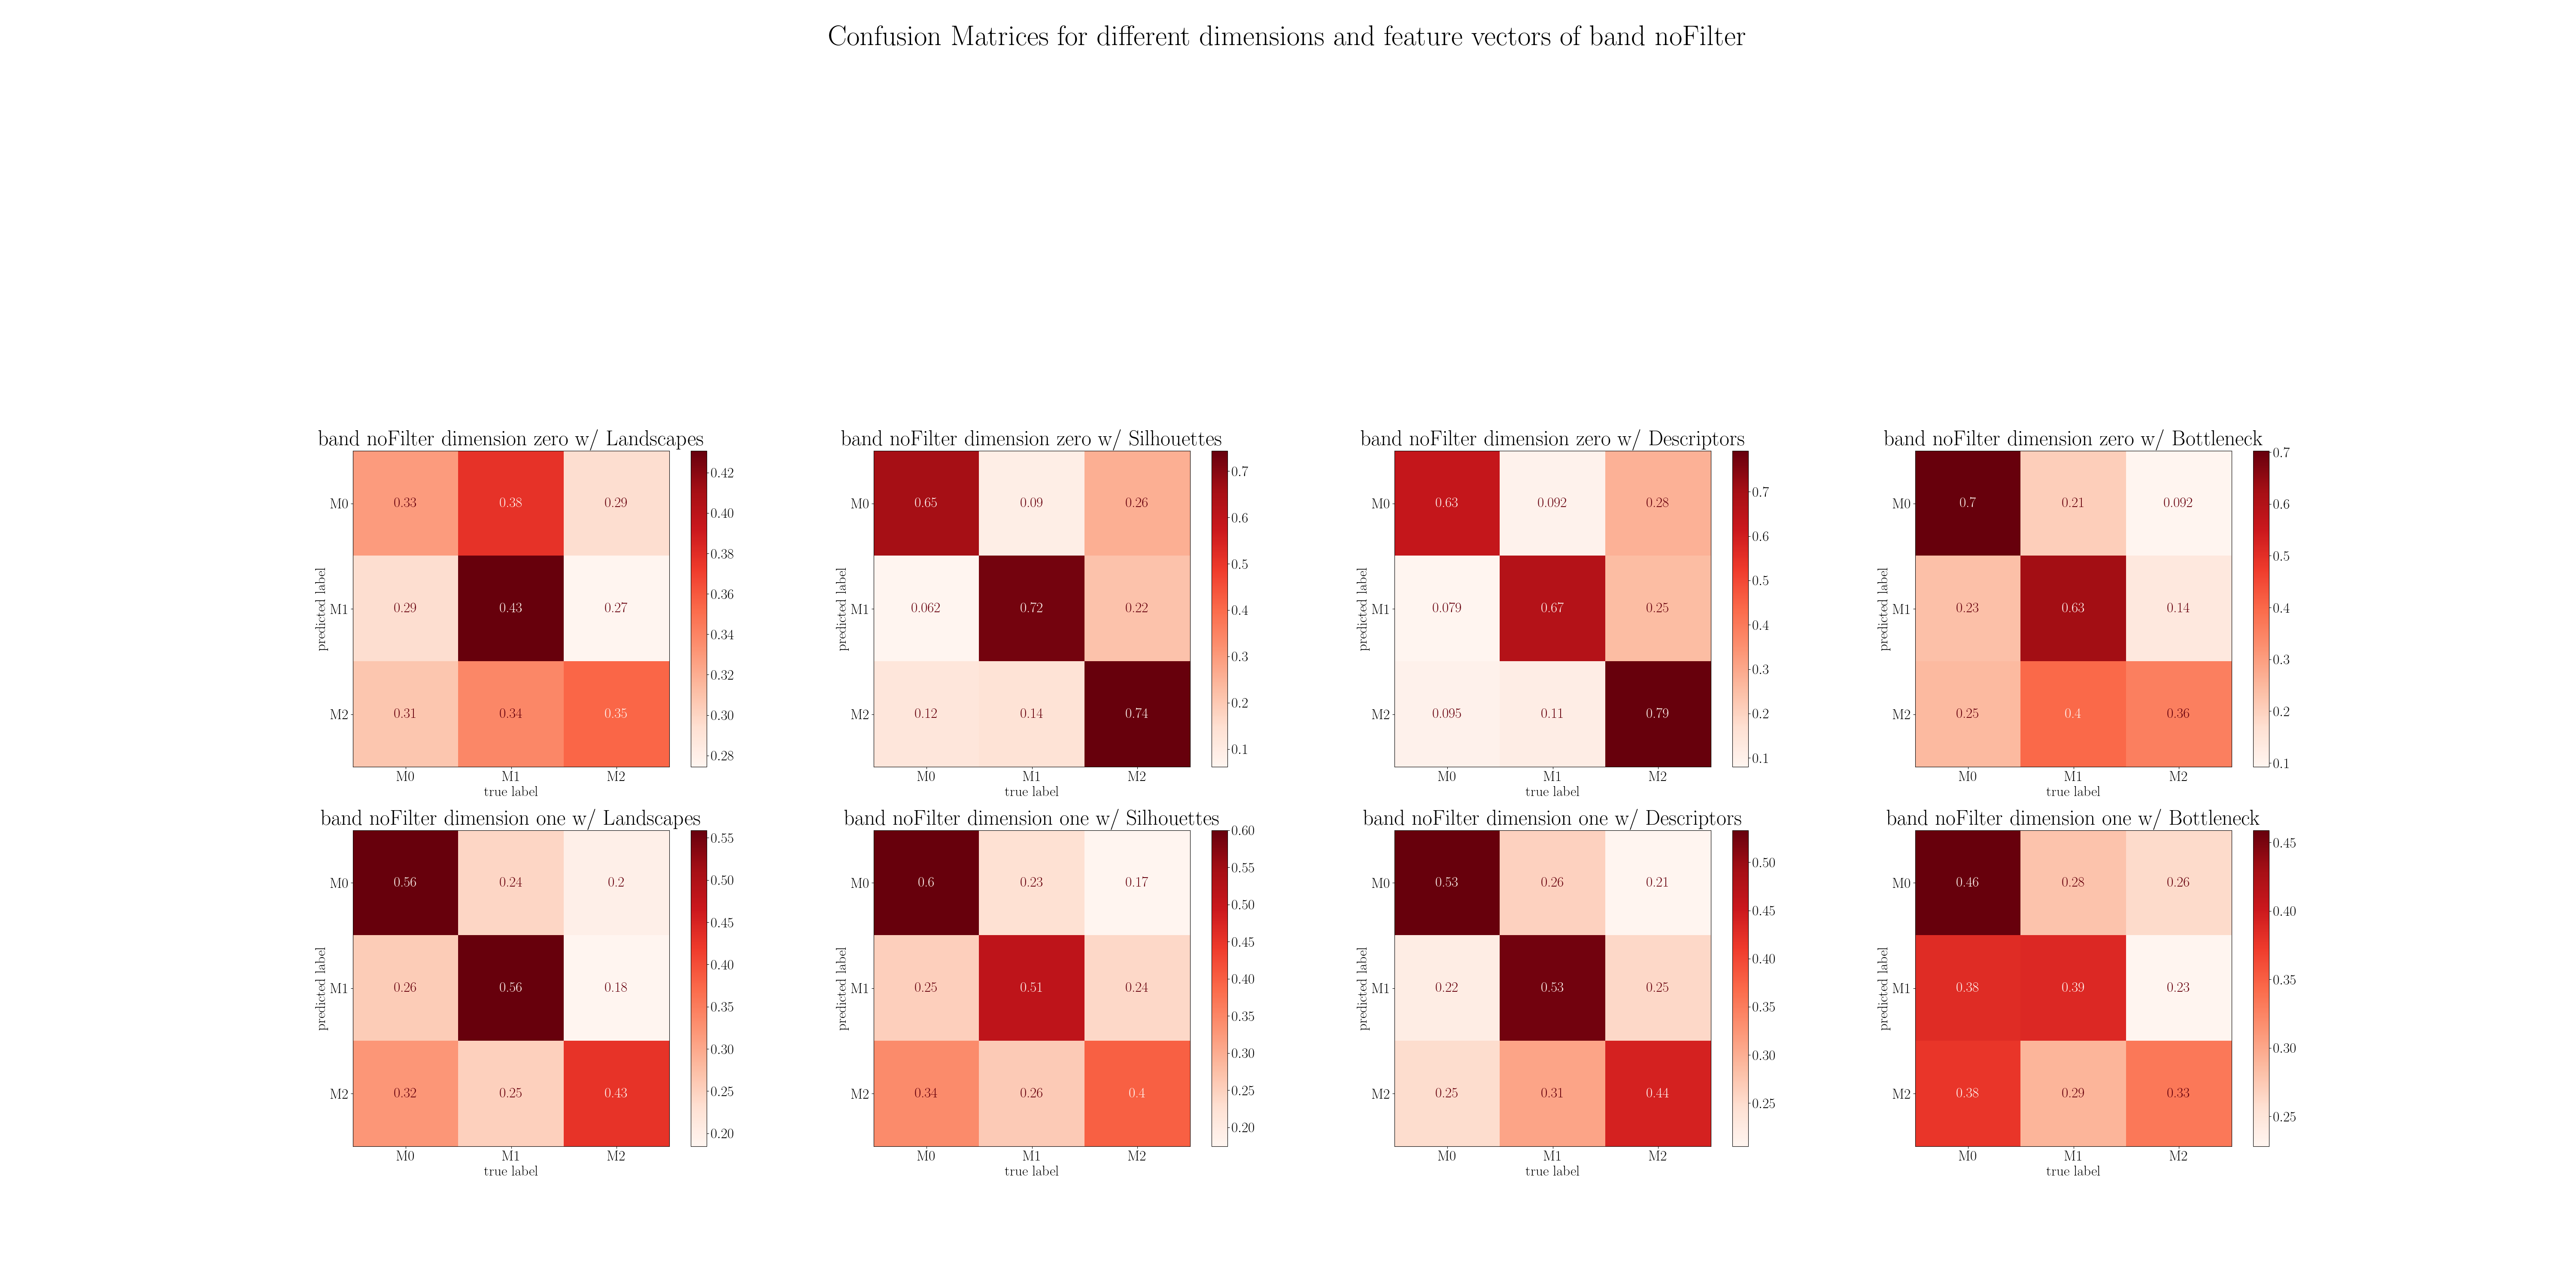 Confusion Matrices for different dimensions and feature vectors of band noFilter
band noFilter dimension zero w/ Landscapes
predicted label
M0
M1
M2
0.33 0.38 0.29
0.29 0.43 0.27
0.31 0.34 0.35
M0 M1 M2
true label
0.42
0.40
0.38
0.36
0.34
0.32
0.30
0.28
band noFilter dimension zero w/ Silhouettes
predicted label
M0
M1
M2
0.65 0.09 0.26
0.062 0.72 0.22
0.12 0.14 0.74
M0 M1 M2
true label
0.7
0.6
0.5
0.4
0.3
0.2
0.1
band noFilter dimension zero w/ Descriptors
predicted label
M0
M1
M2
0.63 0.092 0.28
0.079 0.67 0.25
0.095 0.11 0.79
M0 M1 M2
true label
0.7
0.6
0.5
0.4
0.3
0.2
0.1
band noFilter dimension zero w/ Bottleneck
predicted label
M0
M1
M2
0.7 0.21 0.092
0.23 0.63 0.14
0.25 0.4 0.36
M0 M1 M2
true label
0.7
0.6
0.5
0.4
0.3
0.2
0.1
band noFilter dimension one w/ Landscapes
predicted label
M0
M1
M2
0.56 0.24 0.2
0.26 0.56 0.18
0.32 0.25 0.43
M0 M1 M2
true label
0.55
0.50
0.45
0.40
0.35
0.30
0.25
0.20
band noFilter dimension one w/ Silhouettes
predicted label
M0
M1
M2
0.6 0.23 0.17
0.25 0.51 0.24
0.34 0.26 0.4
M0 M1 M2
true label
0.60
0.55
0.50
0.45
0.40
0.35
0.30
0.25
0.20
band noFilter dimension one w/ Descriptors
predicted label
M0
M1
M2
0.53 0.26 0.21
0.22 0.53 0.25
0.25 0.31 0.44
M0 M1 M2
true label
0.50
0.45
0.40
0.35
0.30
0.25
band noFilter dimension one w/ Bottleneck
predicted label
M0
M1
M2
0.46 0.28 0.26
0.38 0.39 0.23
0.38 0.29 0.33
M0 M1 M2
true label
0.45
0.40
0.35
0.30
0.25